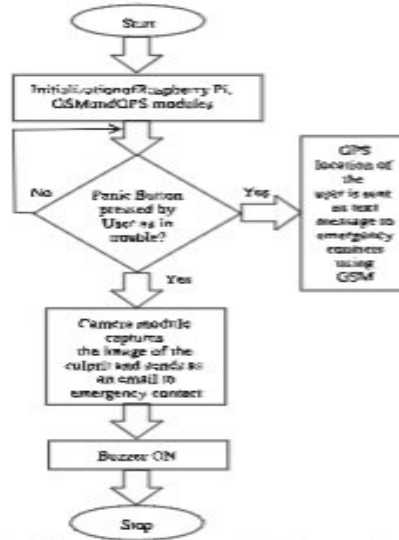 Start
Initialization of Raspberry Pi,
GSM and GPS modules
No
Panic Button
pressed by
User as in
trouble?
Yes
GPS
location of
the
user is sent
as text
message to
emergency
contacts
using
GSM
Yes
Camera module
captures
the image of the
culprit and sends as
an email to
emergency contact
Buzzer ON
Stop